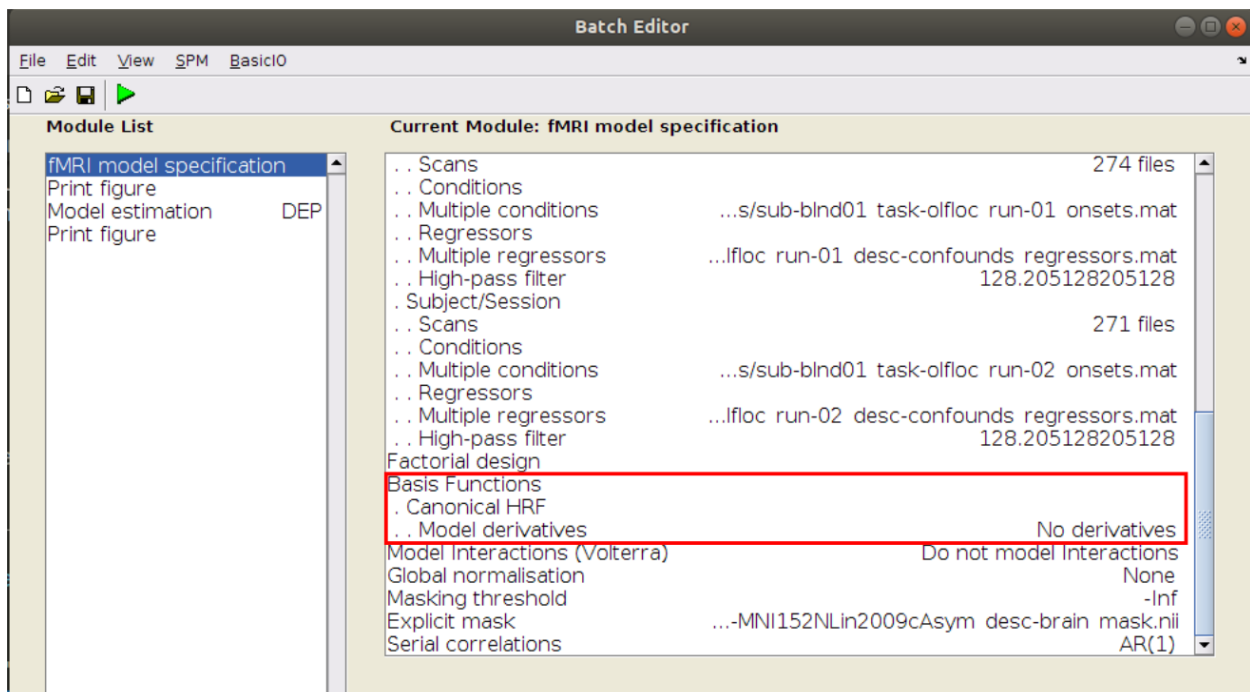 Batch Editor
File Edit View SPM BasicIO
Module List
fMRI model specification
Print figure
Model estimation DEP
Print figure
Current Module: fMRI model specification
. . Scans 274 files
. . Conditions
. . Multiple conditions ...s/sub-blnd01 task-olfloc run-01 onsets.mat
. . Regressors
. . Multiple regressors ...lfloc run-01 desc-confounds regressors.mat
. . High-pass filter 128.205128205128
. Subject/Session
. . Scans 271 files
. . Conditions
. . Multiple conditions ...s/sub-blnd01 task-olfloc run-02 onsets.mat
. . Regressors
. . Multiple regressors ...lfloc run-02 desc-confounds regressors.mat
. . High-pass filter 128.205128205128
Factorial design
Basis Functions
. Canonical HRF
. . Model derivatives No derivatives
Model Interactions (Volterra) Do not model Interactions
Global normalisation None
Masking threshold -Inf
Explicit mask ...-MNI152NLin2009cAsym desc-brain mask.nii
Serial correlations AR(1)